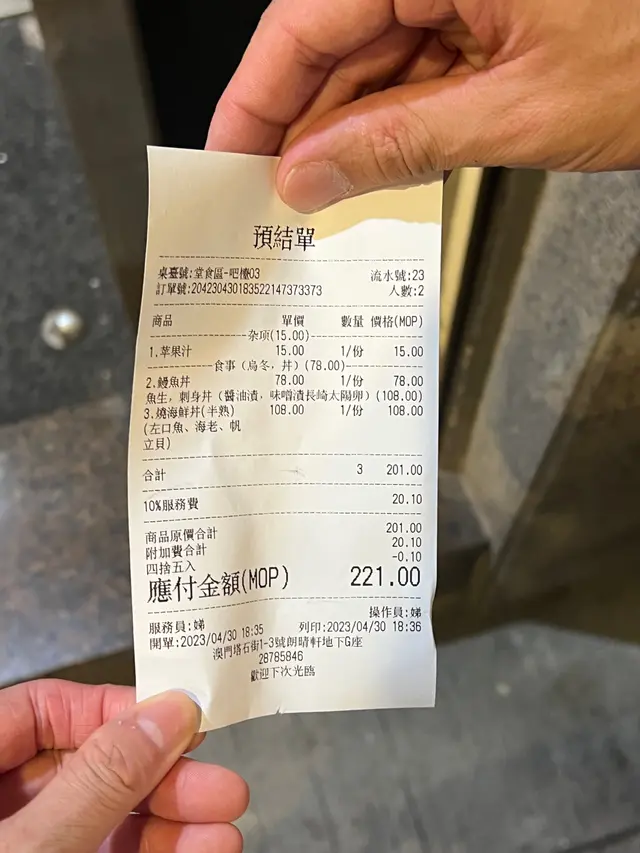 預結單
桌臺號:堂食區-吧檯03 流水號:23
訂單號:204230430183522147373373 人數:2
商品 單價 數量 價格(MOP)
杂项(15.00)
1.苹果汁 15.00 1/份 15.00
食事（烏冬，丼）(78.00)
2.鰻魚丼 78.00 1/份 78.00
魚生，刺身丼（醬油漬，味噌漬長崎太陽卵）(108.00)
3.燒海鮮丼(半熟) 108.00 1/份 108.00
(左口魚、海老、帆
立貝)
合計 3 201.00
10%服務費 20.10
商品原價合計 201.00
附加費合計 20.10
四捨五入 -0.10
應付金額(MOP) 221.00
操作員:娣
服務員:娣
開單:2023/04/30 18:35 列印:2023/04/30 18:36
澳門塔石街1-3號朗晴軒地下G座
28785846
歡迎下次光臨